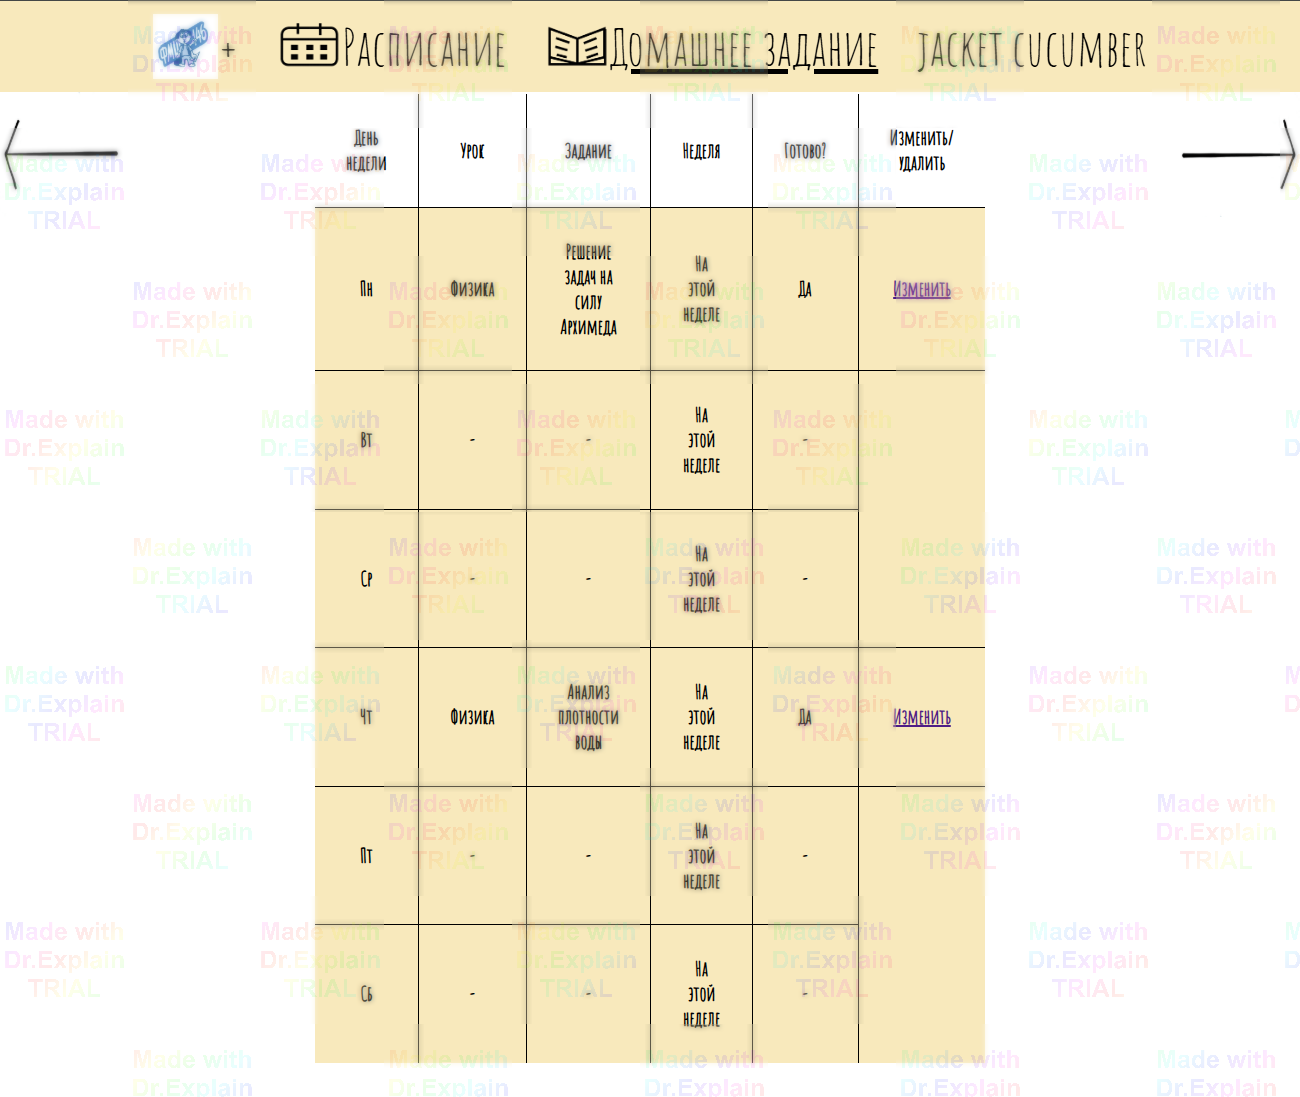 + Расписание Домашнее задание Jacket cucumber
День
недели
Урок
Задание
Неделя
Готово?
Изменить/
удалить
Пн
Физика
Решение
задач на
силу
Архимеда
На
этой
неделе
Да
Изменить
Вт
-
-
На
этой
неделе
-
Ср
-
-
На
этой
неделе
-
Чт
Физика
Анализ
плотности
воды
На
этой
неделе
Да
Изменить
Пт
-
-
На
этой
неделе
-
Сб
-
-
На
этой
неделе
-
Made with
Dr.Explain
TRIAL